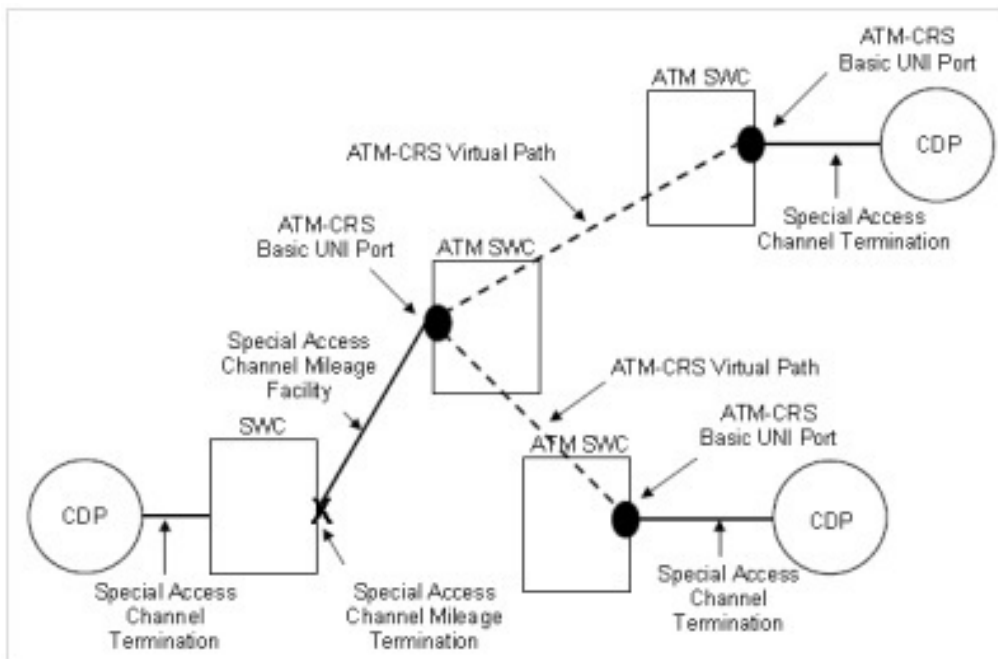 ATM-CRS
Basic UNI Port
ATM SWC
CDP
ATM-CRS Virtual Path
Special Access
Channel Termination
ATM-CRS
Basic UNI Port
ATM SWC
Special Access
Channel Mileage
Facility
ATM-CRS Virtual Path
SWC
ATM-CRS
Basic UNI Port
ATM SWC
CDP
X
CDP
Special Access
Channel
Termination
Special Access
Channel Mileage
Termination
Special Access
Channel
Termination